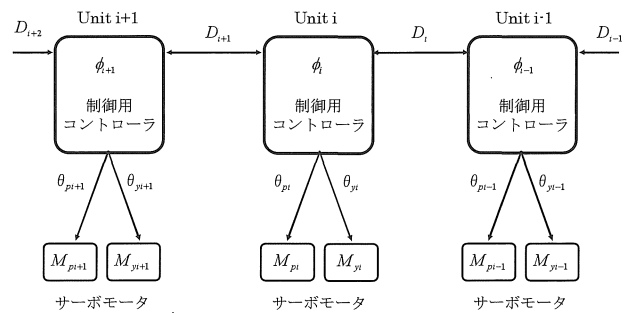 Unit i+1 Unit i Unit i-1
D_{i+2} D_{i+1} D_i D_{i-1}
ϕ_{i+1} ϕ_i ϕ_{i-1}
制御用 制御用 制御用
コントローラ コントローラ コントローラ
θ_{pi+1} θ_{yi+1} θ_{pi} θ_{yi} θ_{pi-1} θ_{yi-1}
M_{pi+1} M_{yi+1} M_{pi} M_{yi} M_{pi-1} M_{yi-1}
サーボモータ サーボモータ サーボモータ